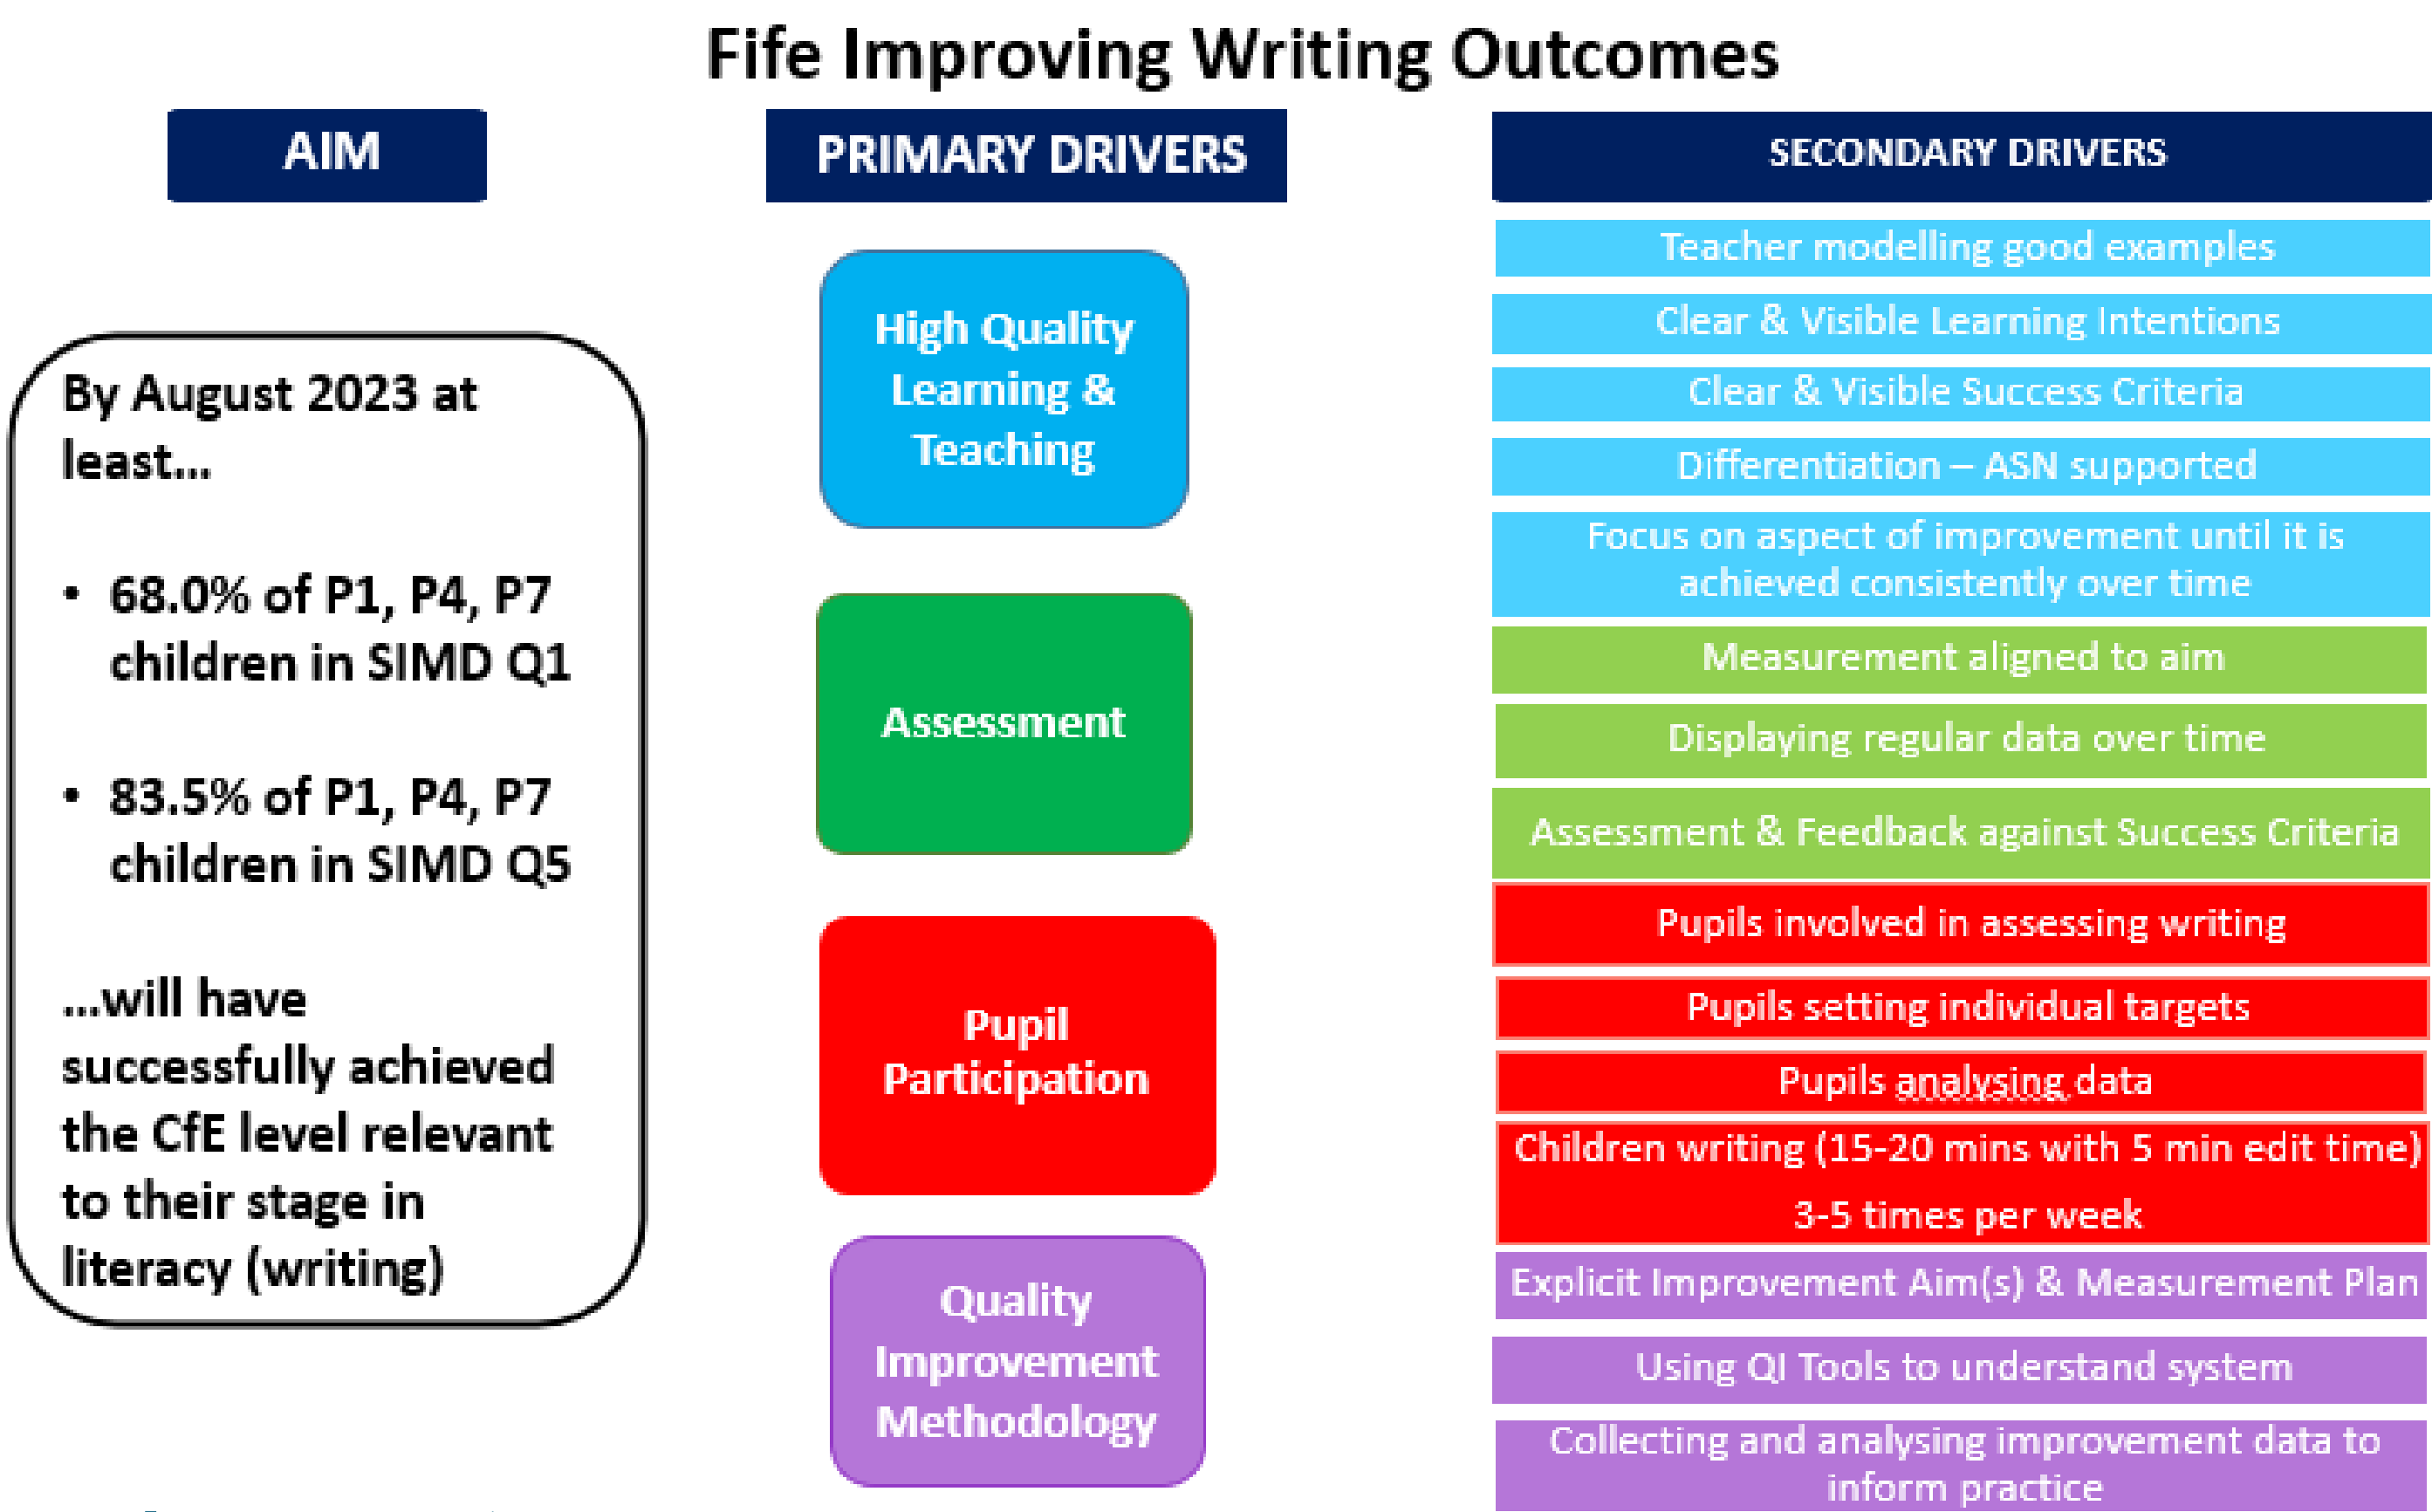 Fife Improving Writing Outcomes
AIM
By August 2023 at
least...
• 68.0% of P1, P4, P7
children in SIMD Q1
• 83.5% of P1, P4, P7
children in SIMD Q5
...will have
successfully achieved
the CfE level relevant
to their stage in
literacy (writing)
PRIMARY DRIVERS
High Quality
Learning &
Teaching
Assessment
Pupil
Participation
Quality
Improvement
Methodology
SECONDARY DRIVERS
Teacher modelling good examples
Clear & Visible Learning Intentions
Clear & Visible Success Criteria
Differentiation – ASN supported
Focus on aspect of improvement until it is
achieved consistently over time
Measurement aligned to aim
Displaying regular data over time
Assessment & Feedback against Success Criteria
Pupils involved in assessing writing
Pupils setting individual targets
Pupils analysing data
Children writing (15-20 mins with 5 min edit time)
3-5 times per week
Explicit Improvement Aim(s) & Measurement Plan
Using QI Tools to understand system
Collecting and analysing improvement data to
inform practice